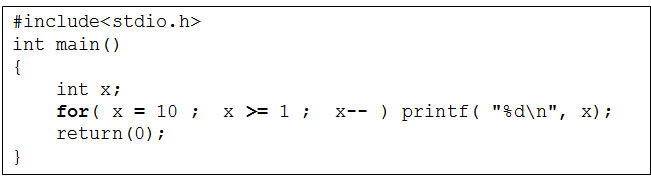 #include<stdio.h>
int main()
{
    int x;
    for( x = 10 ;  x >= 1 ;  x-- ) printf( "%d\n", x);
    return(0);
}